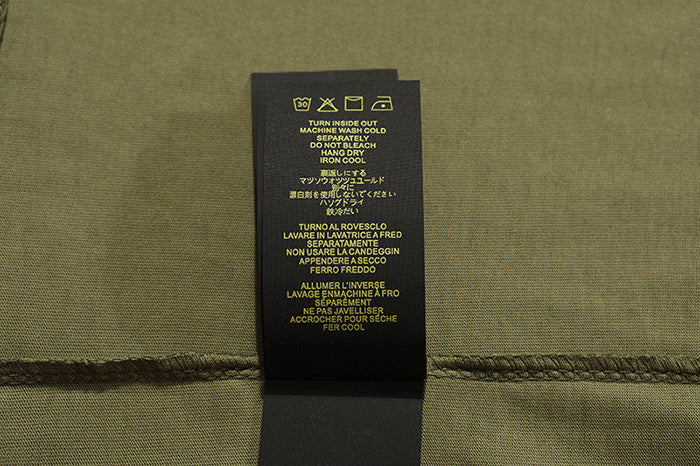 30
TURN INSIDE OUT
MACHINE WASH COLD
SEPARATELY
DO NOT BLEACH
HANG DRY
IRON COOL
裏返しにする
マツソウォッツュユールド
別々に
漂白剤を使用しないでください
ハソグドライ
鉄冷だい
TURNO AL ROVESCLO
LAVARE IN LAVATRICE A FRED
SEPARATAMENTE
NON USARE LA CANDEGGIN
APPENDERE A SECCO
FERRO FREDDO
ALLUMER L'INVERSE
LAVAGE ENMACHINE À FRO
SÉPARÉMENT
NE PAS JAVELLISER
ACCROCHER POUR SÉCHE
FER COOL